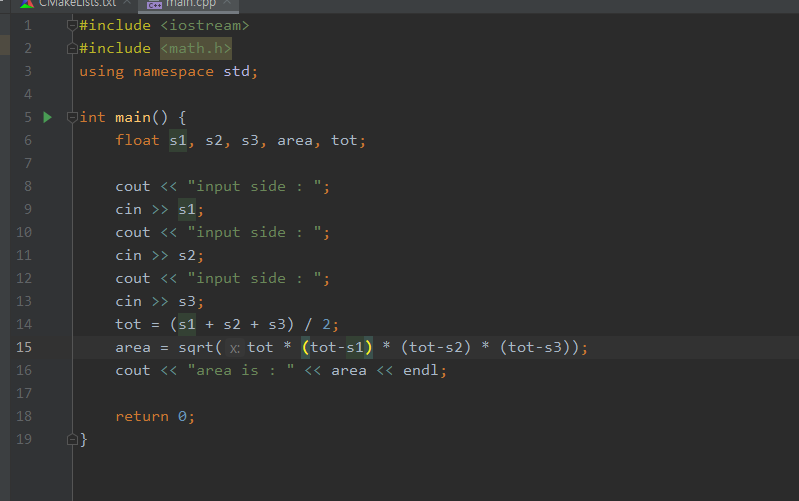 CMakeLists.txt main.cpp
1 #include <iostream>
2 #include <math.h>
3 using namespace std;
4
5 int main() {
6 float s1, s2, s3, area, tot;
7
8 cout << "input side : ";
9 cin >> s1;
10 cout << "input side : ";
11 cin >> s2;
12 cout << "input side : ";
13 cin >> s3;
14 tot = (s1 + s2 + s3) / 2;
15 area = sqrt( x: tot * (tot-s1) * (tot-s2) * (tot-s3));
16 cout << "area is : " << area << endl;
17
18 return 0;
19 }